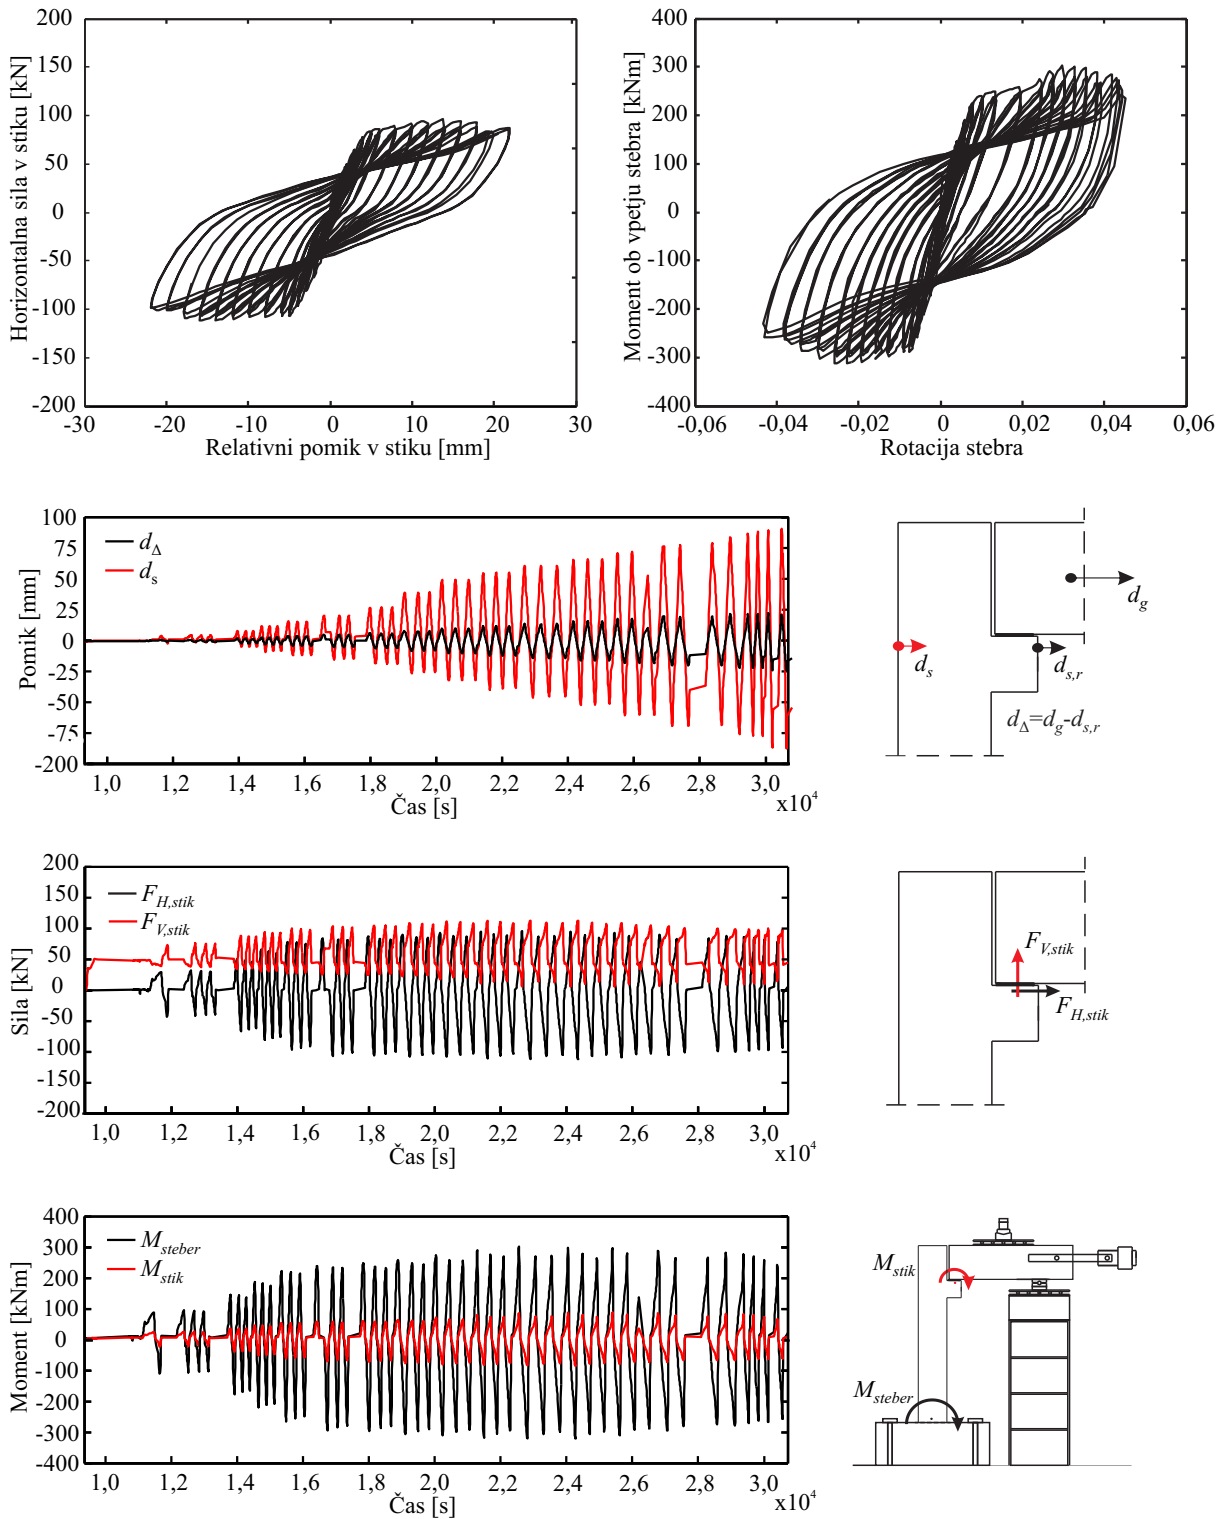 200
150
100
50
0
-50
-100
-150
-200
Horizontalna sila v stiku [kN]
-30 -20 -10 0 10 20 30
Relativni pomik v stiku [mm]
400
300
200
100
0
-100
-200
-300
-400
Moment ob vpetju stebra [kNm]
-0,06 -0,04 -0,02 0 0,02 0,04 0,06
Rotacija stebra
100
75
50
25
0
-25
-50
-75
-200
Pomik [mm]
d_Δ
d_s
1,0 1,2 1,4 1,6 1,8 2,0 2,2 2,4 2,6 2,8 3,0
Čas [s]
x10⁴
d_g
d_s
d_s,r
d_Δ=d_g-d_s,r
200
150
100
50
0
-50
-100
-150
-200
Sila [kN]
F_H,stik
F_V,stik
1,0 1,2 1,4 1,6 1,8 2,0 2,2 2,4 2,6 2,8 3,0
Čas [s]
x10⁴
F_V,stik
F_H,stik
400
300
200
100
0
-100
-200
-300
-400
Moment [kNm]
M_steber
M_stik
1,0 1,2 1,4 1,6 1,8 2,0 2,2 2,4 2,6 2,8 3,0
Čas [s]
x10⁴
M_stik
M_steber